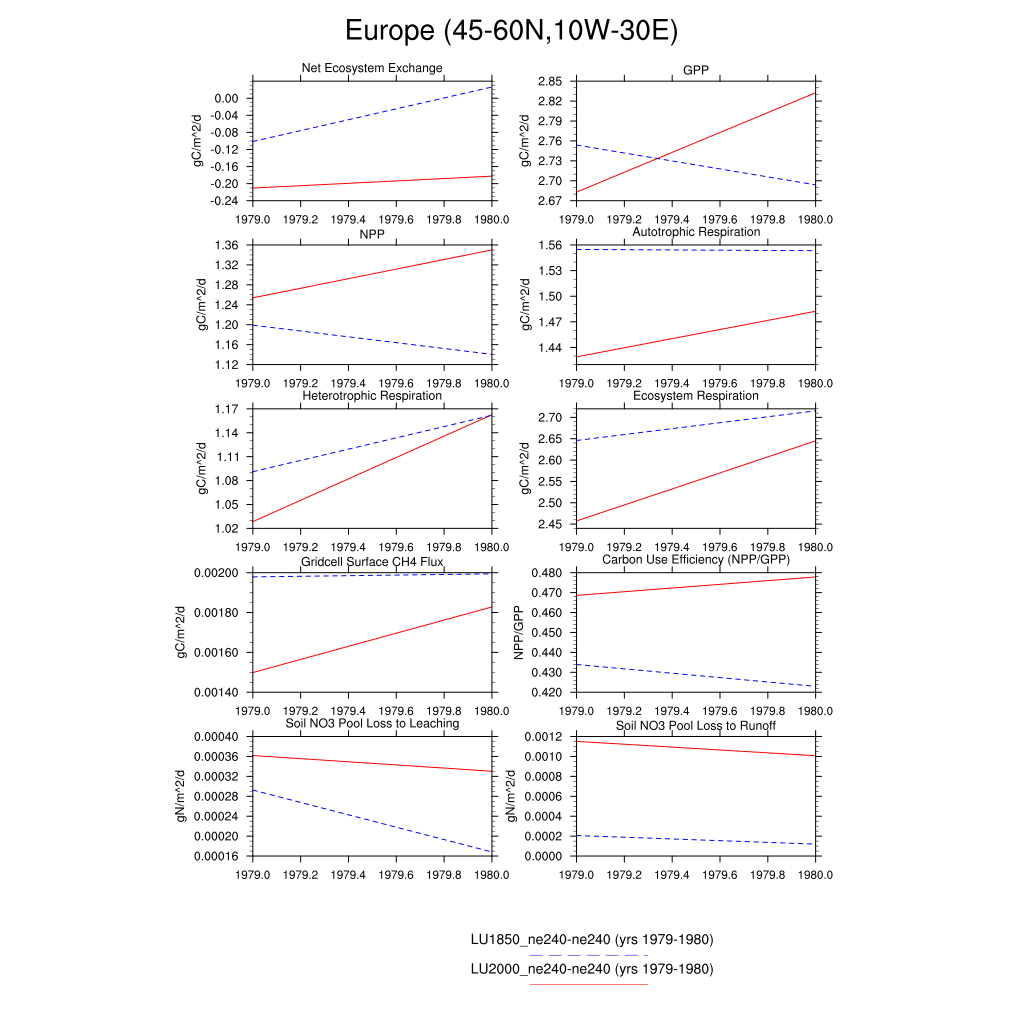 Europe (45-60N,10W-30E)
Net Ecosystem Exchange
gC/m^2/d
0.00
-0.04
-0.08
-0.12
-0.16
-0.20
-0.24
1979.0 1979.2 1979.4 1979.6 1979.8 1980.0
GPP
gC/m^2/d
2.85
2.82
2.79
2.76
2.73
2.70
2.67
1979.0 1979.2 1979.4 1979.6 1979.8 1980.0
NPP
gC/m^2/d
1.36
1.32
1.28
1.24
1.20
1.16
1.12
1979.0 1979.2 1979.4 1979.6 1979.8 1980.0
Autotrophic Respiration
gC/m^2/d
1.56
1.53
1.50
1.47
1.44
1979.0 1979.2 1979.4 1979.6 1979.8 1980.0
Heterotrophic Respiration
gC/m^2/d
1.17
1.14
1.11
1.08
1.05
1.02
1979.0 1979.2 1979.4 1979.6 1979.8 1980.0
Ecosystem Respiration
gC/m^2/d
2.70
2.65
2.60
2.55
2.50
2.45
1979.0 1979.2 1979.4 1979.6 1979.8 1980.0
Gridcell Surface CH4 Flux
gC/m^2/d
0.00200
0.00180
0.00160
0.00140
1979.0 1979.2 1979.4 1979.6 1979.8 1980.0
Carbon Use Efficiency (NPP/GPP)
NPP/GPP
0.480
0.470
0.460
0.450
0.440
0.430
0.420
1979.0 1979.2 1979.4 1979.6 1979.8 1980.0
Soil NO3 Pool Loss to Leaching
gN/m^2/d
0.00040
0.00036
0.00032
0.00028
0.00024
0.00020
0.00016
1979.0 1979.2 1979.4 1979.6 1979.8 1980.0
Soil NO3 Pool Loss to Runoff
gN/m^2/d
0.0012
0.0010
0.0008
0.0006
0.0004
0.0002
0.0000
1979.0 1979.2 1979.4 1979.6 1979.8 1980.0
LU1850_ne240-ne240 (yrs 1979-1980)
LU2000_ne240-ne240 (yrs 1979-1980)